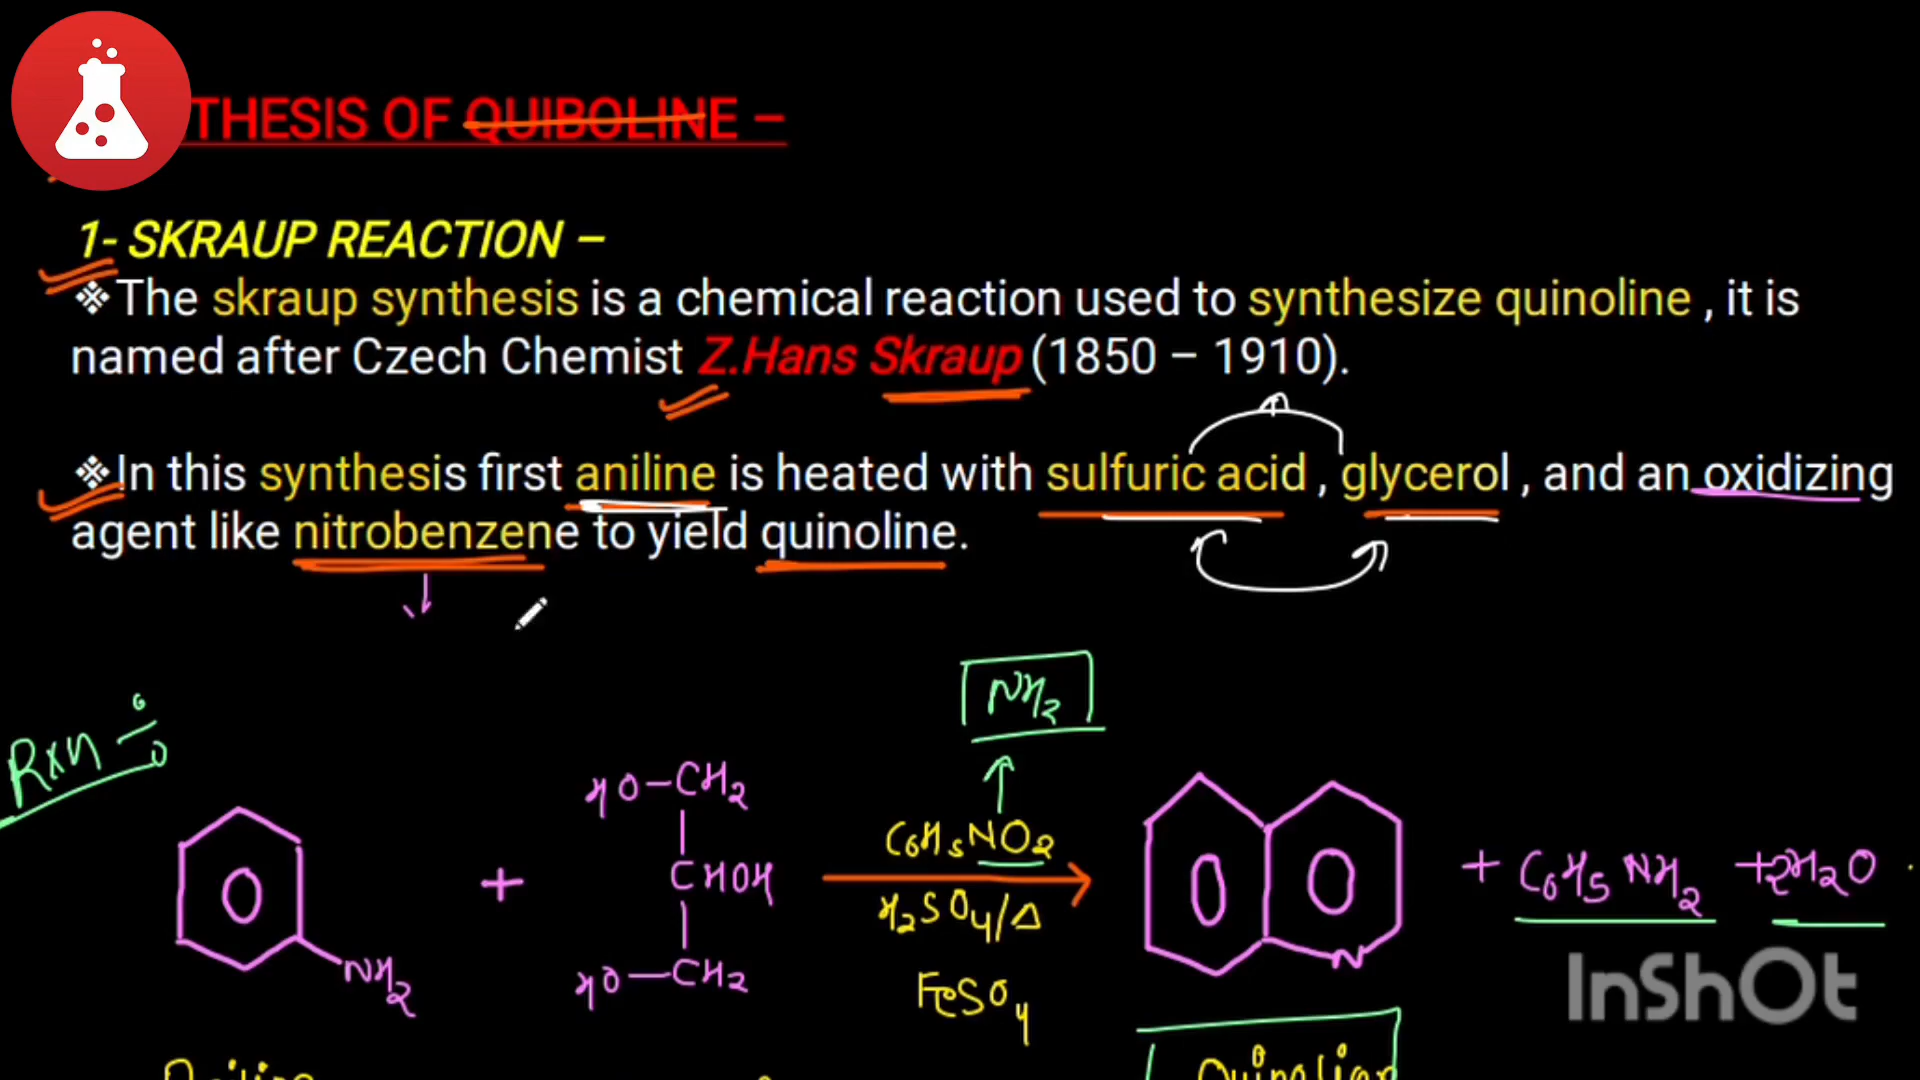 THESIS OF QUIBOLINE –
1- SKRAUP REACTION –
❖The skraup synthesis is a chemical reaction used to synthesize quinoline , it is
named after Czech Chemist Z.Hans Skraup (1850 – 1910).
❖In this synthesis first aniline is heated with sulfuric acid , glycerol , and an oxidizing
agent like nitrobenzene to yield quinoline.
NH2
Rxn
HO-CH2
C6H5NO2
CHOH
+
+ C6H5NH2 +2H2O
H2SO4/Δ
N
NH2
HO-CH2
FeSO4
InShOt